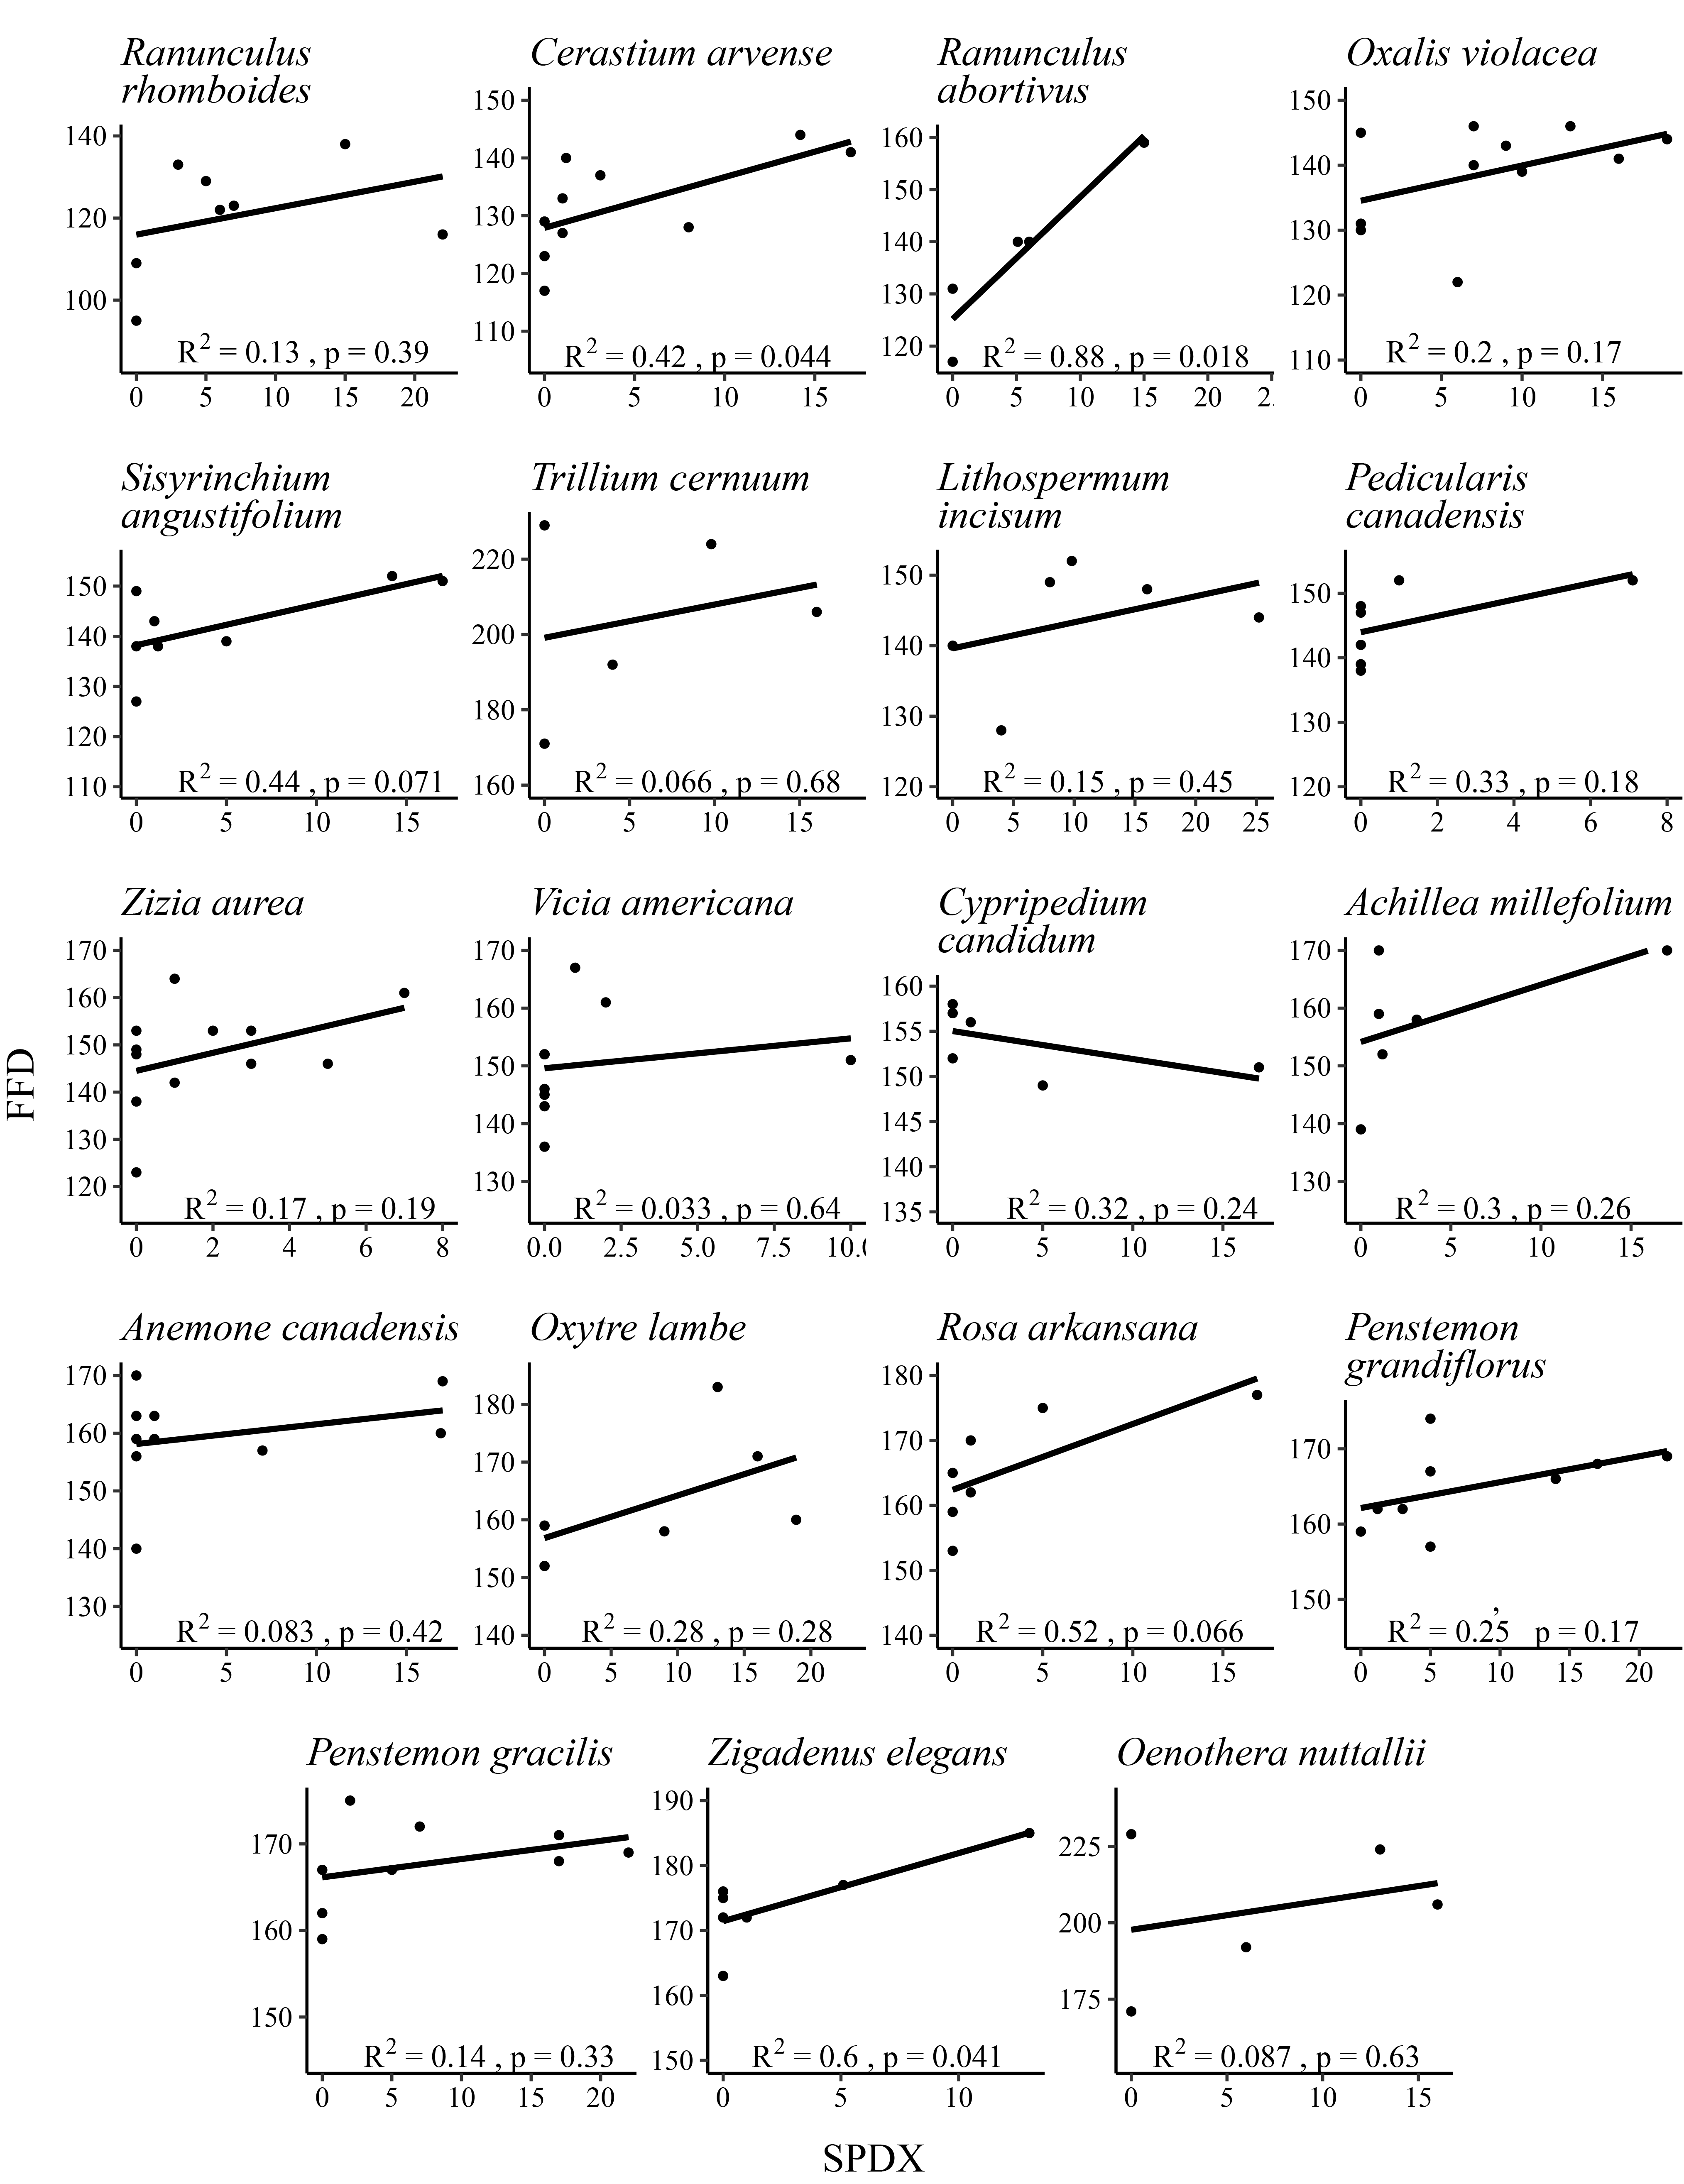 Ranunculus rhomboides
140
120
100
R2 = 0.13 , p = 0.39
0 5 10 15 20
Cerastium arvense
150
140
130
120
110
R2 = 0.42 , p = 0.044
0 5 10 15
Ranunculus abortivus
160
150
140
130
120
R2 = 0.88 , p = 0.018
0 5 10 15 20
Oxalis violacea
150
140
130
120
110
R2 = 0.2 , p = 0.17
0 5 10 15
Sisyrinchium
angustifolium
150
140
130
120
110
R2 = 0.44 , p = 0.071
0 5 10 15
Trillium cernuum
220
200
180
160
R2 = 0.066 , p = 0.68
0 5 10 15
Lithospermum
incisum
150
140
130
120
R2 = 0.15 , p = 0.45
0 5 10 15 20 25
Pedicularis
canadensis
150
140
130
120
R2 = 0.33 , p = 0.18
0 2 4 6 8
FFD
Zizia aurea
170
160
150
140
130
120
R2 = 0.17 , p = 0.19
0 2 4 6 8
Vicia americana
170
160
150
140
130
R2 = 0.033 , p = 0.64
0.0 2.5 5.0 7.5 10.0
Cypripedium
candidum
160
155
150
145
140
135
R2 = 0.32 , p = 0.24
0 5 10 15
Achillea millefolium
170
160
150
140
130
R2 = 0.3 , p = 0.26
0 5 10 15
Anemone canadensis
170
160
150
140
130
R2 = 0.083 , p = 0.42
0 5 10 15
Oxytre lambe
180
170
160
150
140
R2 = 0.28 , p = 0.28
0 5 10 15 20
Rosa arkansana
180
170
160
150
140
R2 = 0.52 , p = 0.066
0 5 10 15
Penstemon
grandiflorus
170
160
150
R2 = 0.25 , p = 0.17
0 5 10 15 20
Penstemon gracilis
170
160
150
R2 = 0.14 , p = 0.33
0 5 10 15 20
Zigadenus elegans
190
180
170
160
150
R2 = 0.6 , p = 0.041
0 5 10
Oenothera nuttallii
225
200
175
R2 = 0.087 , p = 0.63
0 5 10 15
SPDX